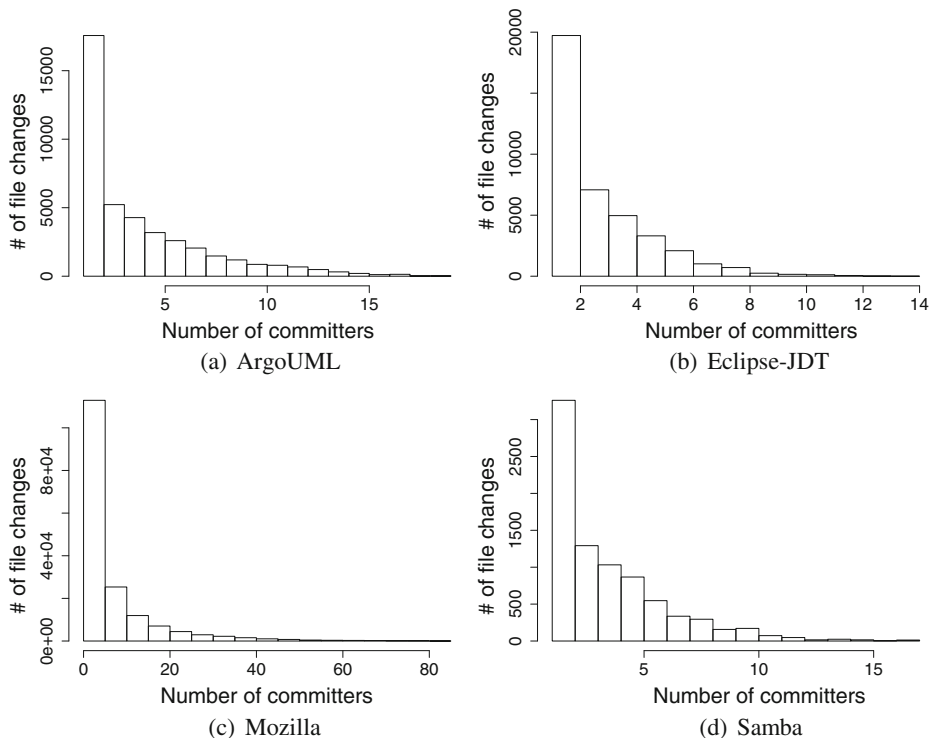 # of file changes
0 5000 10000 15000
5 10 15
Number of committers
(a) ArgoUML
# of file changes
0 5000 10000 20000
2 4 6 8 10 12 14
Number of committers
(b) Eclipse-JDT
# of file changes
0e+00 4e+04 8e+04
0 20 40 60 80
Number of committers
(c) Mozilla
# of file changes
0 500 1500 2500
5 10 15
Number of committers
(d) Samba